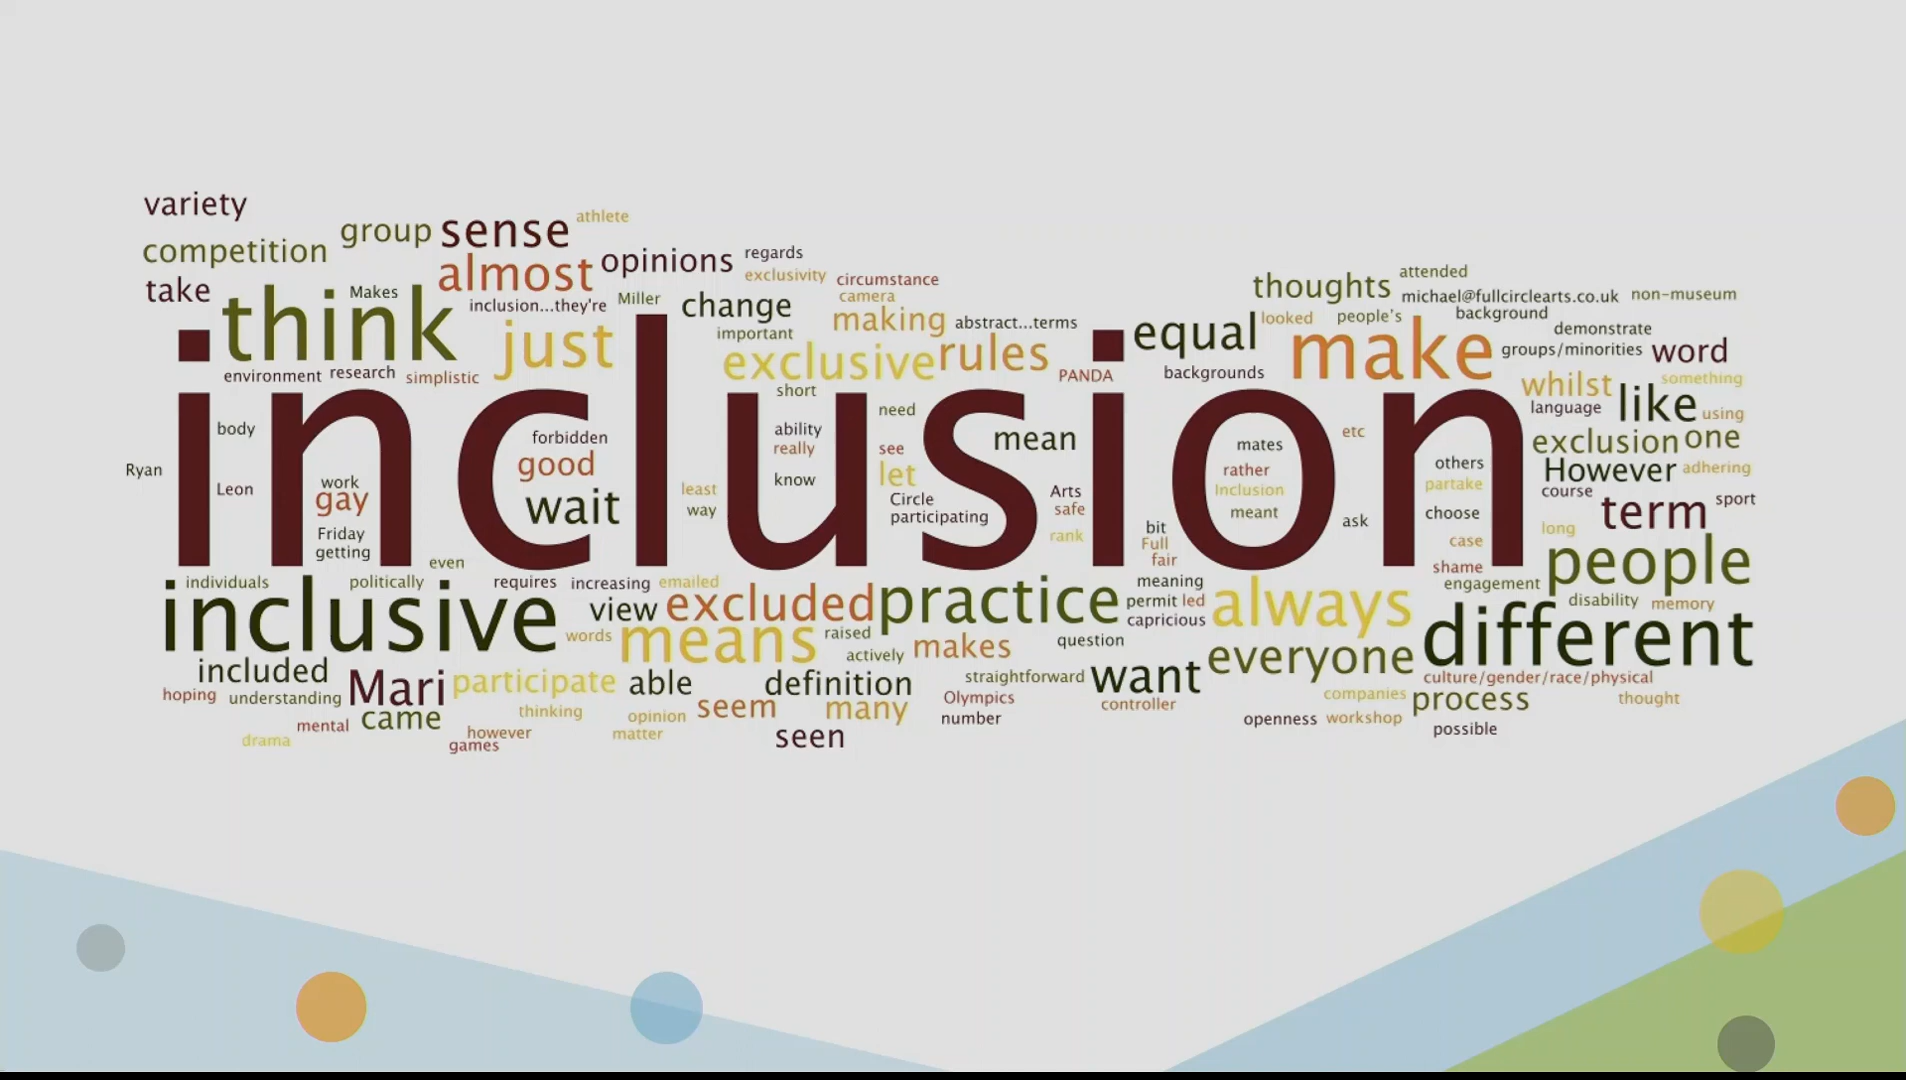 variety
competition group sense athlete
take almost opinions regards
exclusivity circumstance
think Makes inclusion...they're Miller change camera
just important making abstract...terms
environment research simplistic exclusive rules PANDA
thoughts attended
michael@fullcirclearts.co.uk non-museum
equal looked people's background
make demonstrate
backgrounds groups/minorities word
whilst something
language like using
inclusion
short
body forbidden ability need mean mates etc exclusion one
Ryan good really see rather others However adhering
Leon work know let Inclusion partake course
gay wait least Circle Arts meant choose term sport
Friday way participating safe ask long
getting rank bit case people
Full
fair shame
even
individuals politically requires increasing emailed meaning engagement
inclusive view excluded practice permit led always disability memory
words means raised capricious different
actively makes question everyone
included Mari participate able definition straightforward want culture/gender/race/physical
hoping understanding seem many Olympics controller companies process thought
mental came thinking opinion number openness workshop
drama however matter seen possible
games